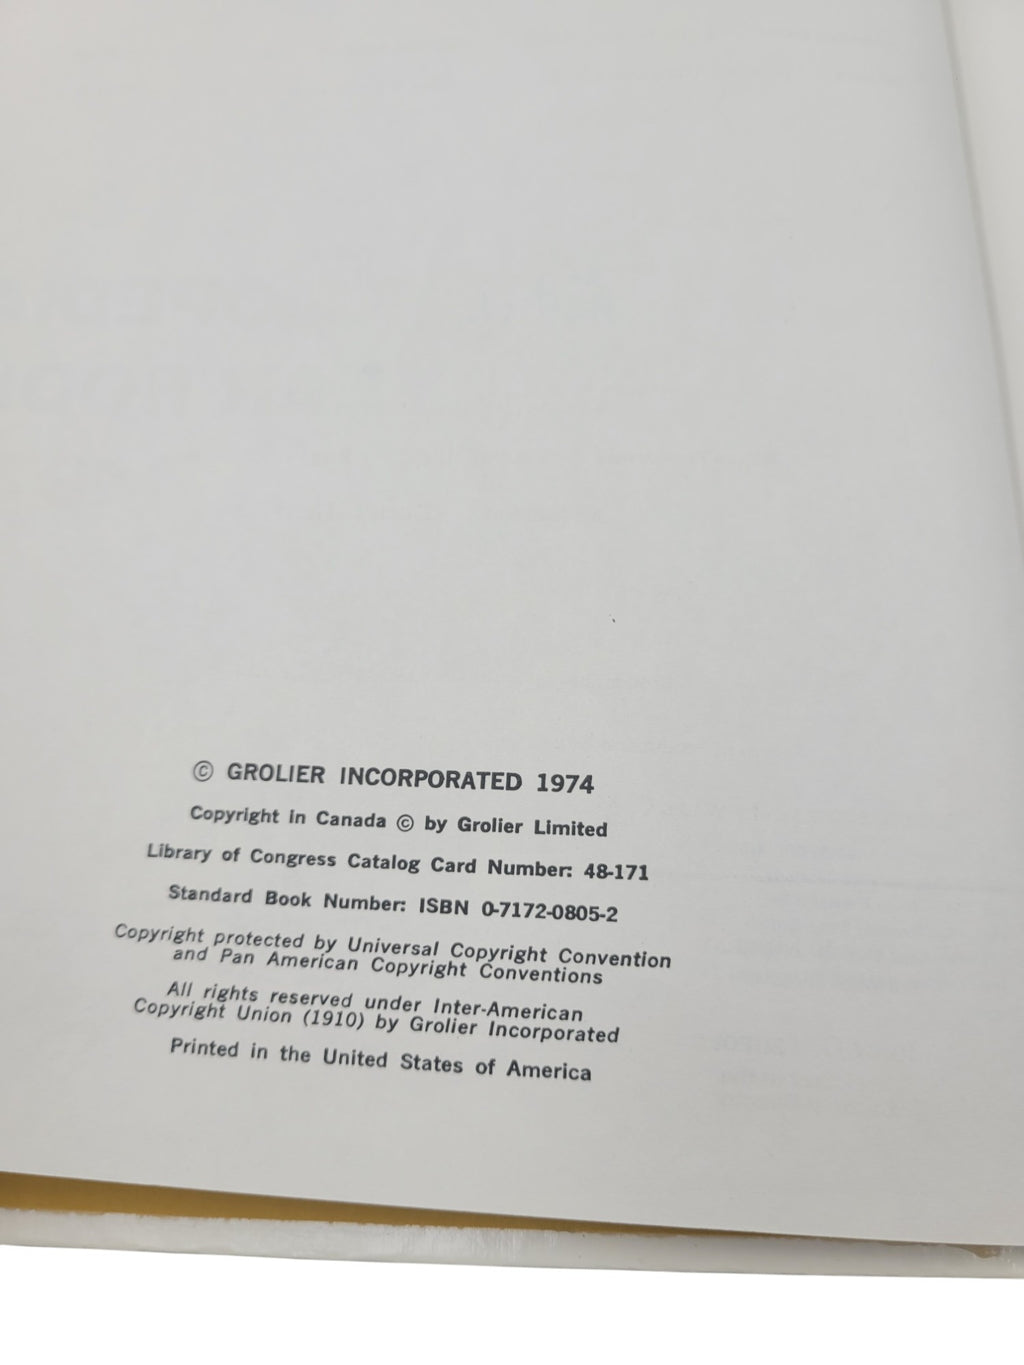 © GROLIER INCORPORATED 1974
Copyright in Canada © by Grolier Limited
Library of Congress Catalog Card Number: 48-171
Standard Book Number: ISBN 0-7172-0805-2
Copyright protected by Universal Copyright Convention
and Pan American Copyright Conventions
All rights reserved under Inter-American
Copyright Union (1910) by Grolier Incorporated
Printed in the United States of America